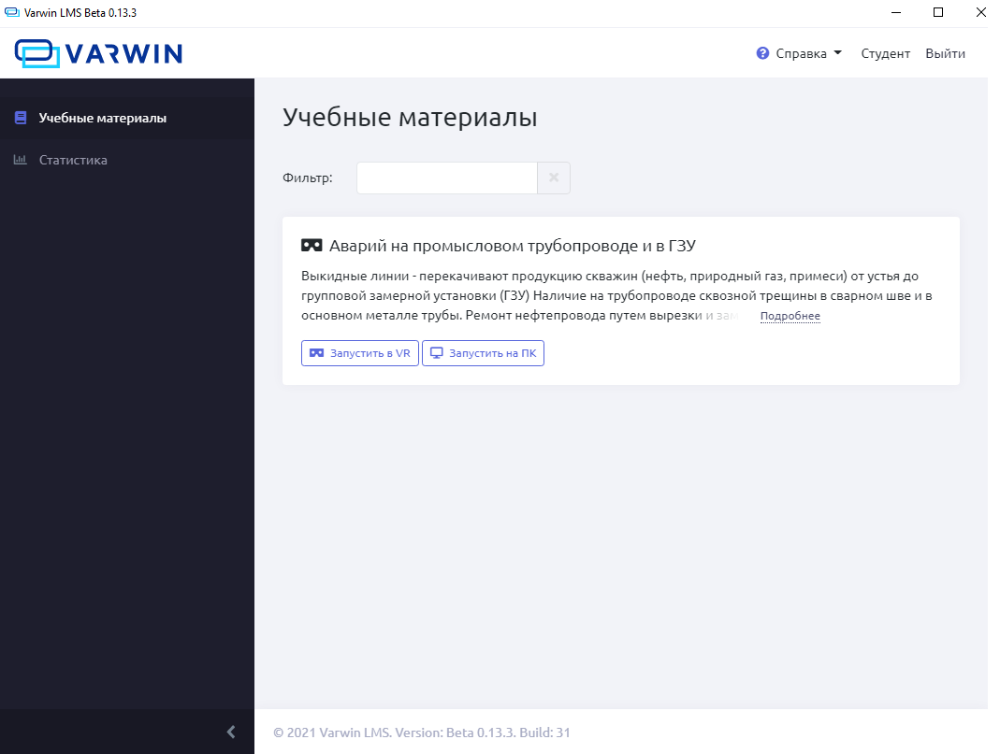 Varwin LMS Beta 0.13.3
VARWIN
Справка
Студент
Выйти
Учебные материалы
Статистика
Учебные материалы
Фильтр:
Аварий на промысловом трубопроводе и в ГЗУ
Выкидные линии - перекачивают продукцию скважин (нефть, природный газ, примеси) от устья до
групповой замерной установки (ГЗУ) Наличие на трубопроводе сквозной трещины в сварном шве и в
основном металле трубы. Ремонт нефтепровода путем вырезки и зам
Подробнее
Запустить в VR
Запустить на ПК
© 2021 Varwin LMS. Version: Beta 0.13.3. Build: 31